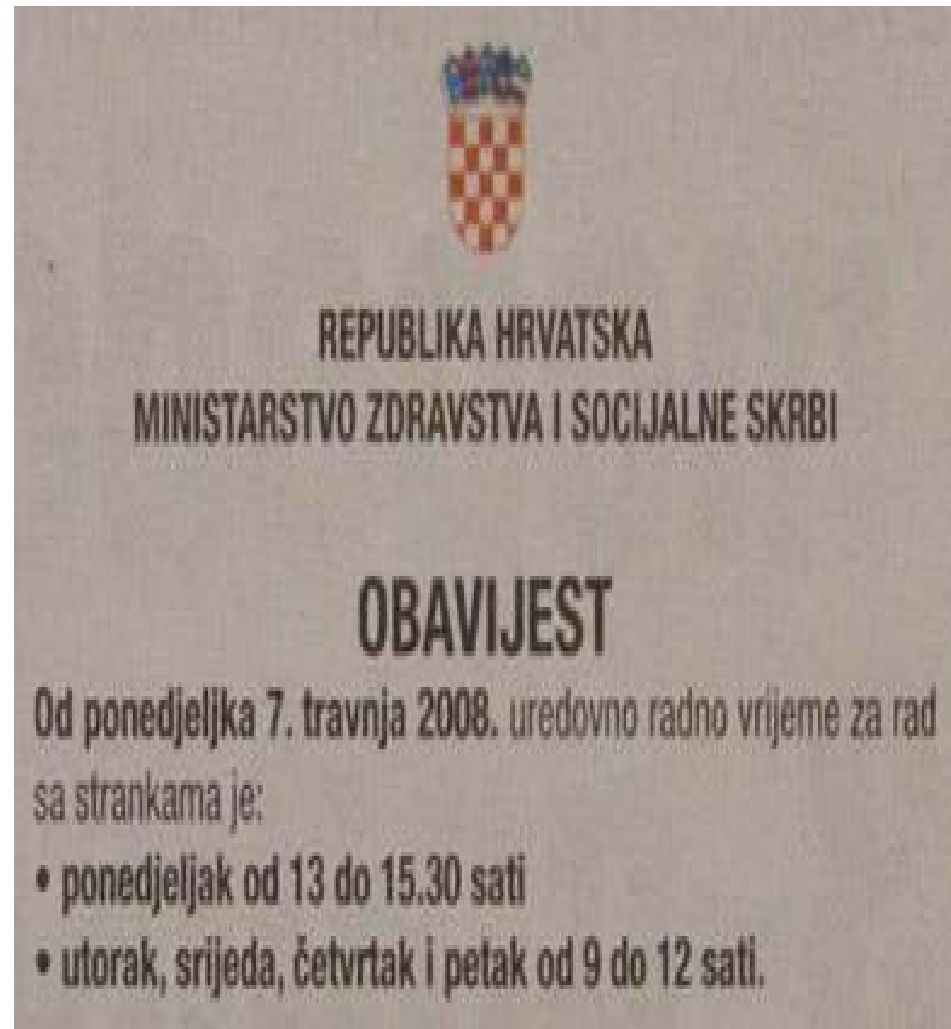 REPUBLIKA HRVATSKA
MINISTARSTVO ZDRAVSTVA I SOCIJALNE SKRBI
OBAVIJEST
Od ponedjeljka 7. travnja 2008. uredovno radno vrijeme za rad
sa strankama je:
• ponedjeljak od 13 do 15.30 sati
• utorak, srijeda, četvrtak i petak od 9 do 12 sati.